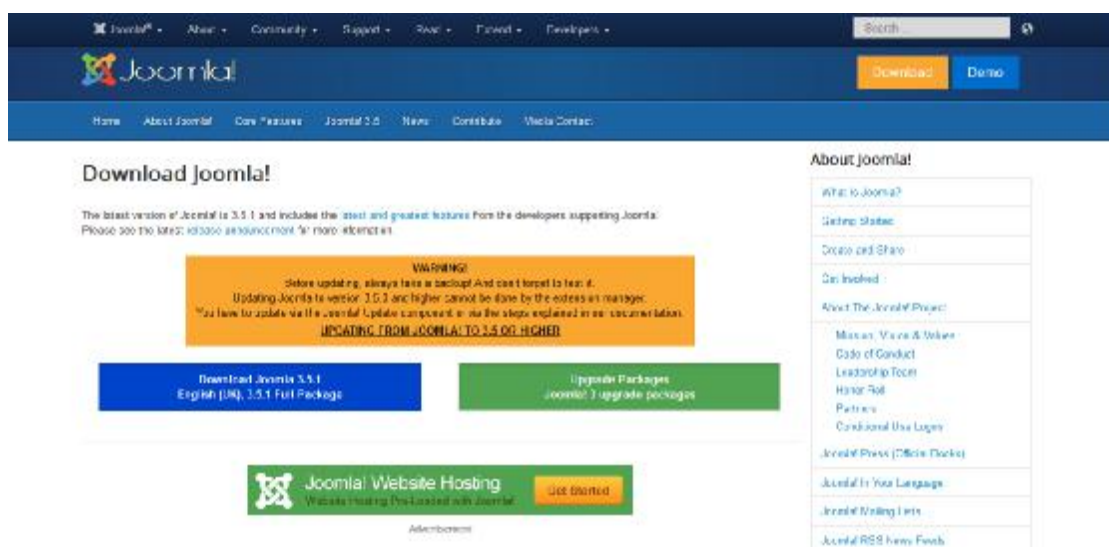 Joomla!® About Community Support Read Extend Developers Search ...
Joomla! Download Demo
Home About Joomla! Core Features Joomla! 3.5 News Contribute Media Contact
Download Joomla!
The latest version of Joomla! is 3.5.1 and includes the latest and greatest features from the developers supporting Joomla!
Please see the latest release announcement for more information.
WARNING!
Before updating, always take a backup! And don't forget to test it.
Updating Joomla to version 3.5.0 and higher cannot be done by the extension manager.
You have to update via the Joomla! Update component or via the steps explained in our documentation.
UPDATING FROM JOOMLA! TO 3.5 OR HIGHER
Download Joomla 3.5.1
English (UK), 3.5.1 Full Package
Upgrade Packages
Joomla! 3 upgrade packages
Joomla! Website Hosting
Website Hosting Pre-Loaded with Joomla!
Get Started
Advertisement
About Joomla!
What is Joomla?
Getting Started
Create and Share
Get Involved
About The Joomla! Project
Mission, Vision & Values
Code of Conduct
Leadership Team
Honor Roll
Partners
Conditional Use Logos
Joomla! Press (Official Books)
Joomla! In Your Language
Joomla! Mailing Lists
Joomla! RSS News Feeds